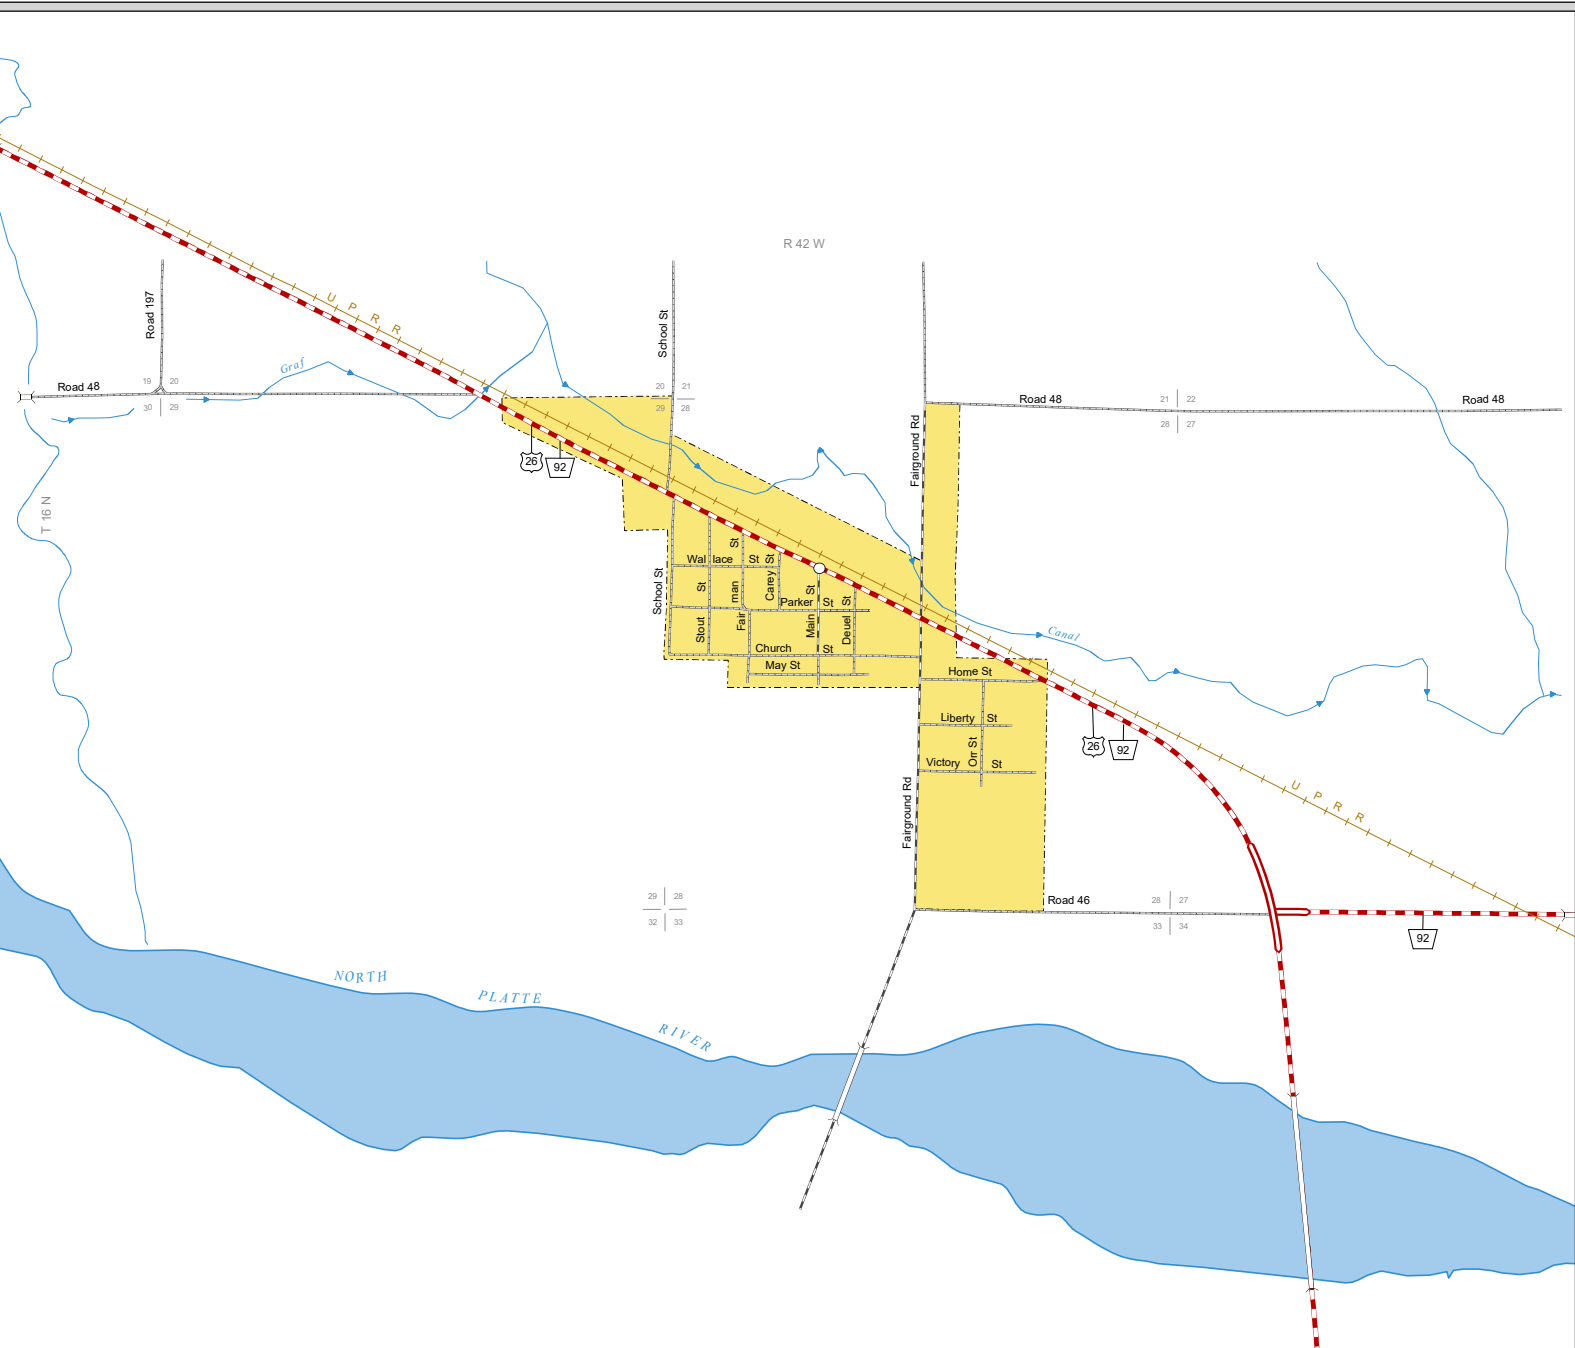 R 42 W
Road 197
U P R R
School St
Graf
Road 48
19 20
30 29
20 21
29 28
Road 48
21 22
28 27
Road 48
Fairground Rd
26
92
T 16 N
Wallace St
School St
Stout St
Fairman St
Carey St
Parker St
Main St
Deuel St
Church St
May St
Canal
Home St
Liberty St
Orr St
Victory St
26
92
Fairground Rd
U P R R
29 28
32 33
Road 46
28 27
33 34
92
NORTH PLATTE RIVER